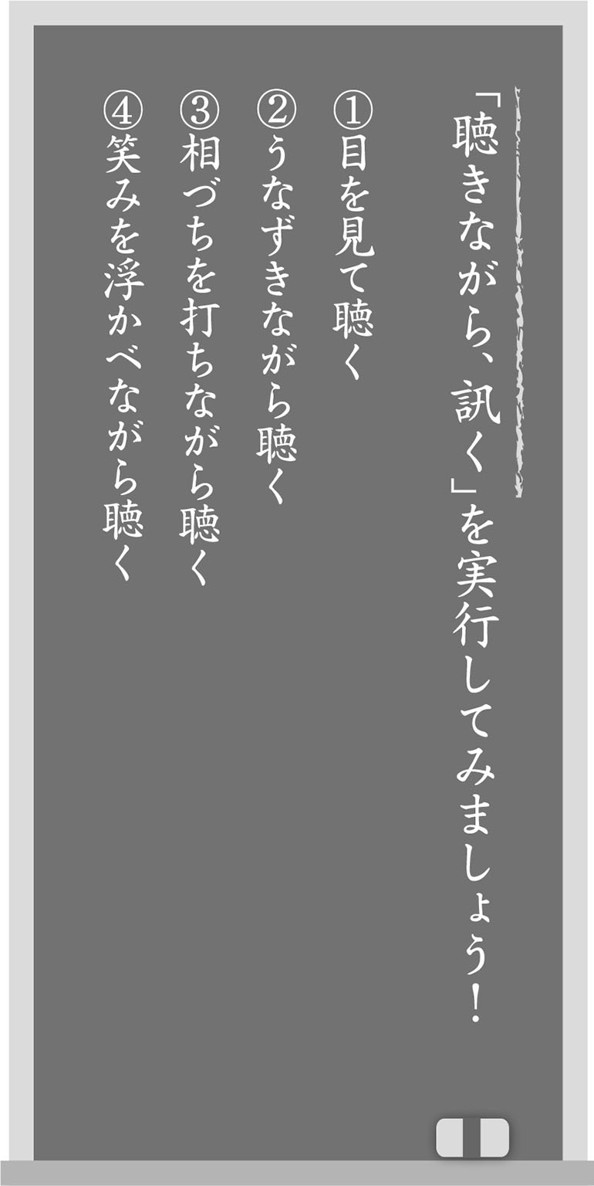 「聴きながら、訊く」を実行してみましょう！
①目を見て聴く
②うなずきながら聴く
③相づちを打ちながら聴く
④笑みを浮かべながら聴く